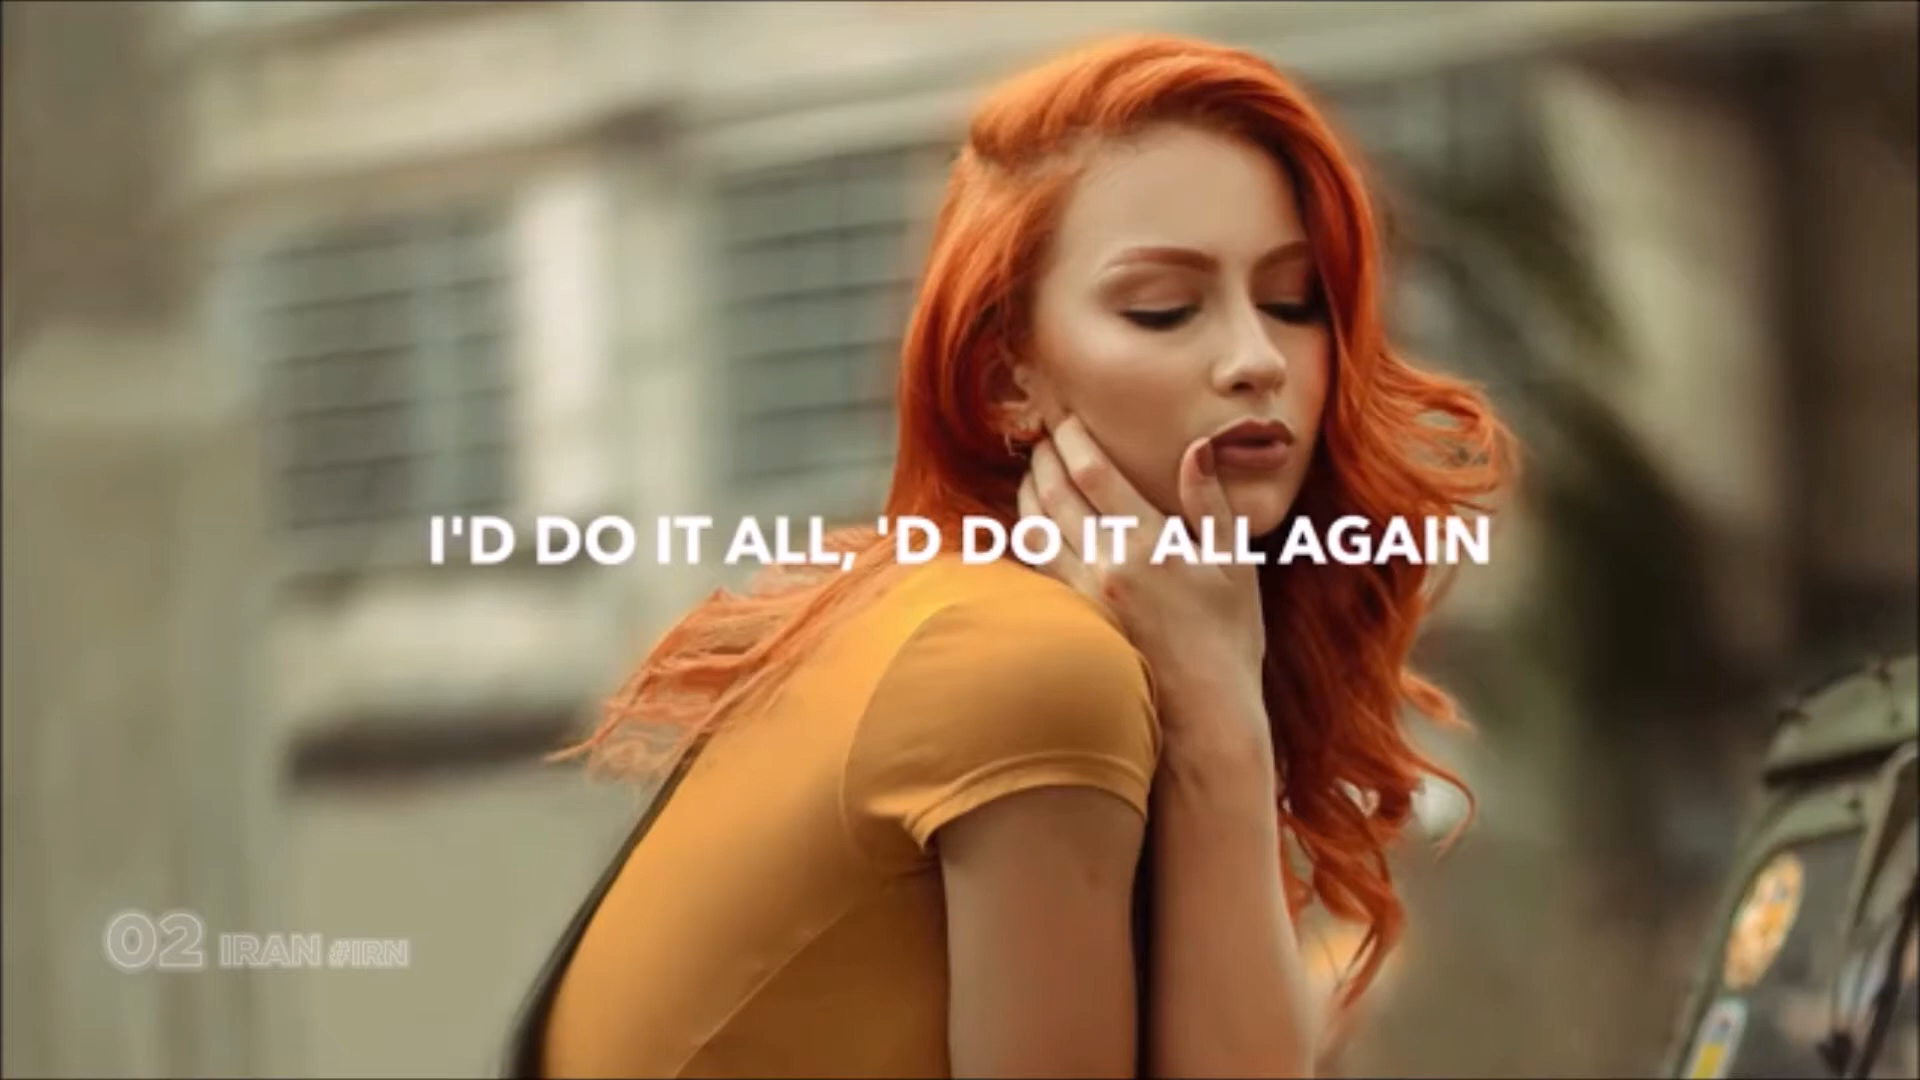 I'D DO IT ALL, 'D DO IT ALL AGAIN
02 IRAN #IRN